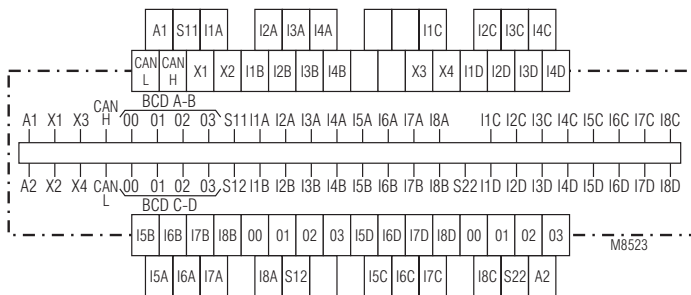 A1 S11 I1A I2A I3A I4A I1C I2C I3C I4C
CAN L CAN H X1 X2 I1B I2B I3B I4B X3 X4 I1D I2D I3D I4D
BCD A-B
A1 X1 X3 CAN H 00 01 02 03 S11 I1A I2A I3A I4A I5A I6A I7A I8A I1C I2C I3C I4C I5C I6C I7C I8C
A2 X2 X4 CAN L 00 01 02 03 S12 I1B I2B I3B I4B I5B I6B I7B I8B S22 I1D I2D I3D I4D I5D I6D I7D I8D
BCD C-D
I5B I6B I7B I8B 00 01 02 03 I5D I6D I7D I8D 00 01 02 03
M8523
I5A I6A I7A I8A S12 I5C I6C I7C I8C S22 A2